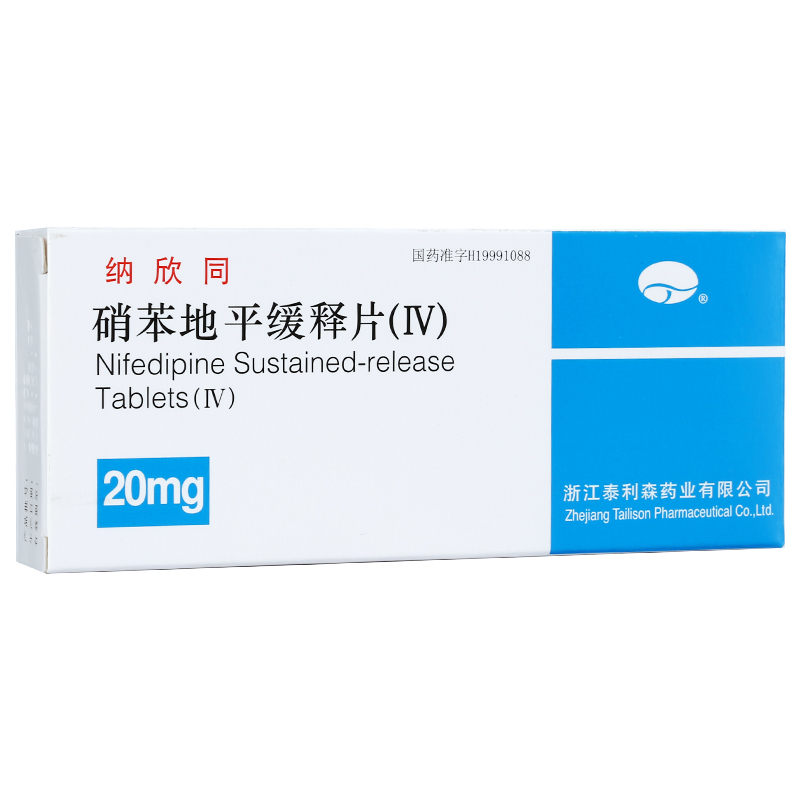 国药准字H19991088
纳欣同
硝苯地平缓释片(Ⅳ)
Nifedipine Sustained-release
Tablets(Ⅳ)
20mg
®
浙江泰利森药业有限公司
Zhejiang Tailison Pharmaceutical Co.,Ltd.